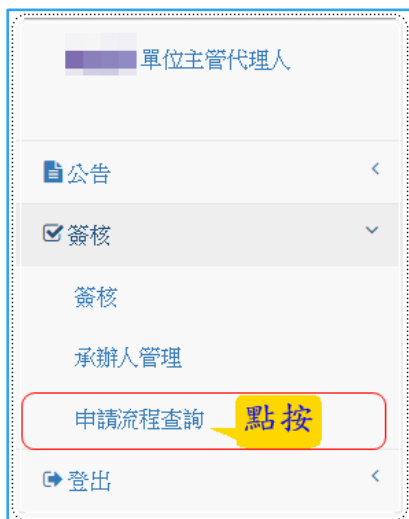 單位主管代理人
公告
簽核
簽核
承辦人管理
申請流程查詢 點按
登出